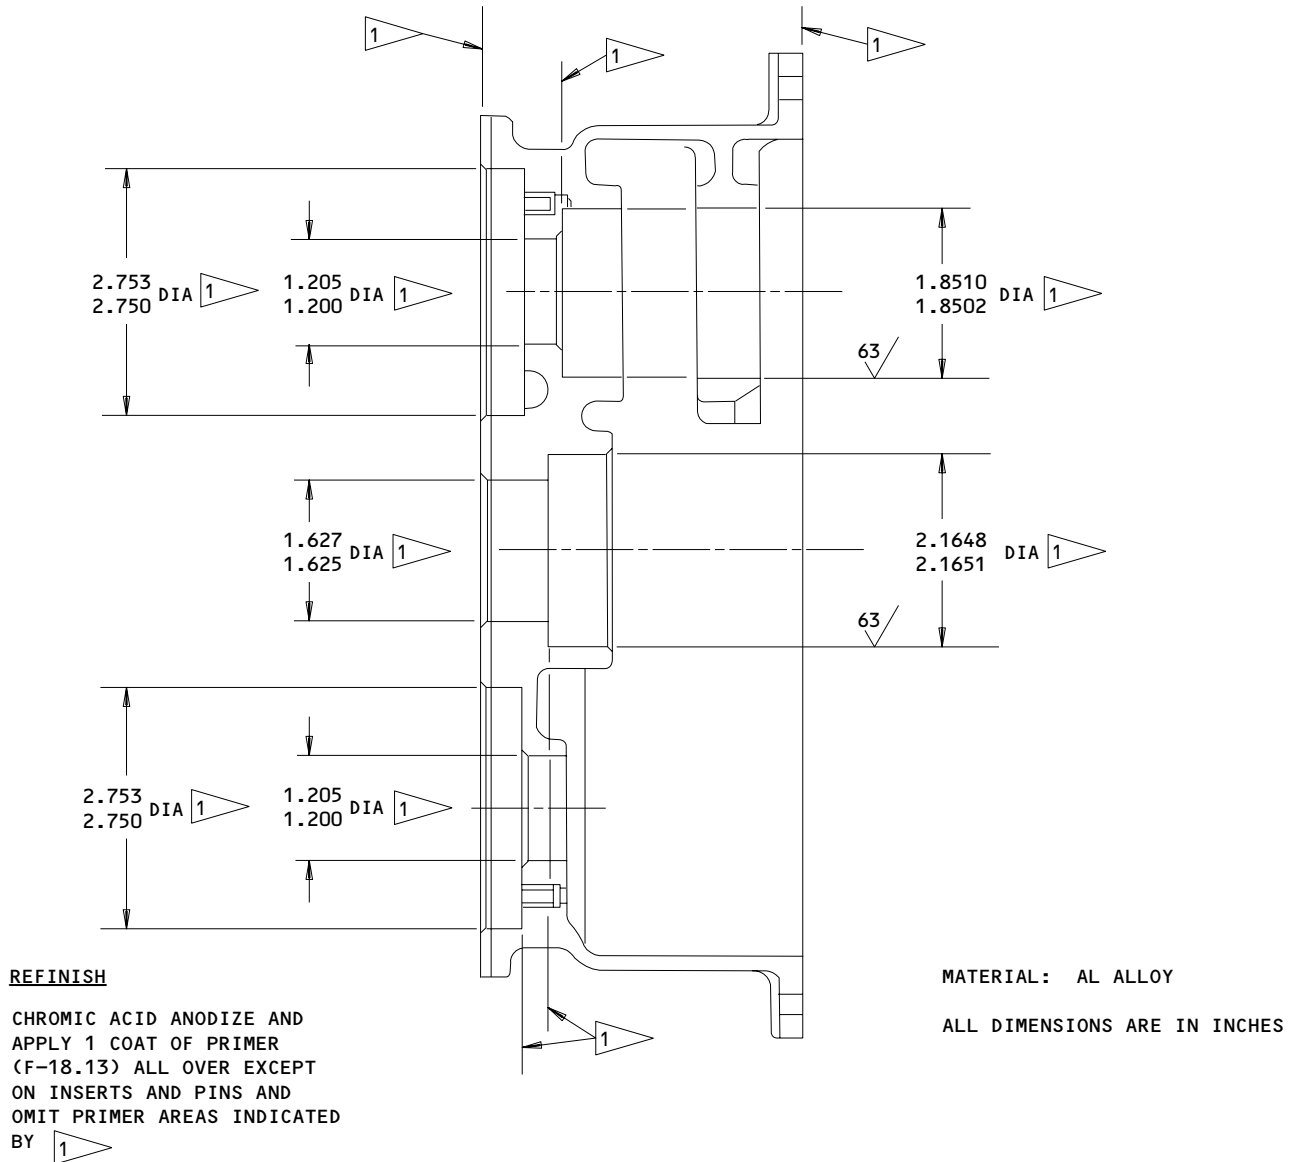 1
1
1
2.753
2.750 DIA 1
1.205
1.200 DIA 1
1.8510
1.8502 DIA 1
63
1.627
1.625 DIA 1
2.1648
2.1651 DIA 1
63
2.753
2.750 DIA 1
1.205
1.200 DIA 1
1
REFINISH
CHROMIC ACID ANODIZE AND
APPLY 1 COAT OF PRIMER
(F-18.13) ALL OVER EXCEPT
ON INSERTS AND PINS AND
OMIT PRIMER AREAS INDICATED
BY 1
MATERIAL: AL ALLOY
ALL DIMENSIONS ARE IN INCHES